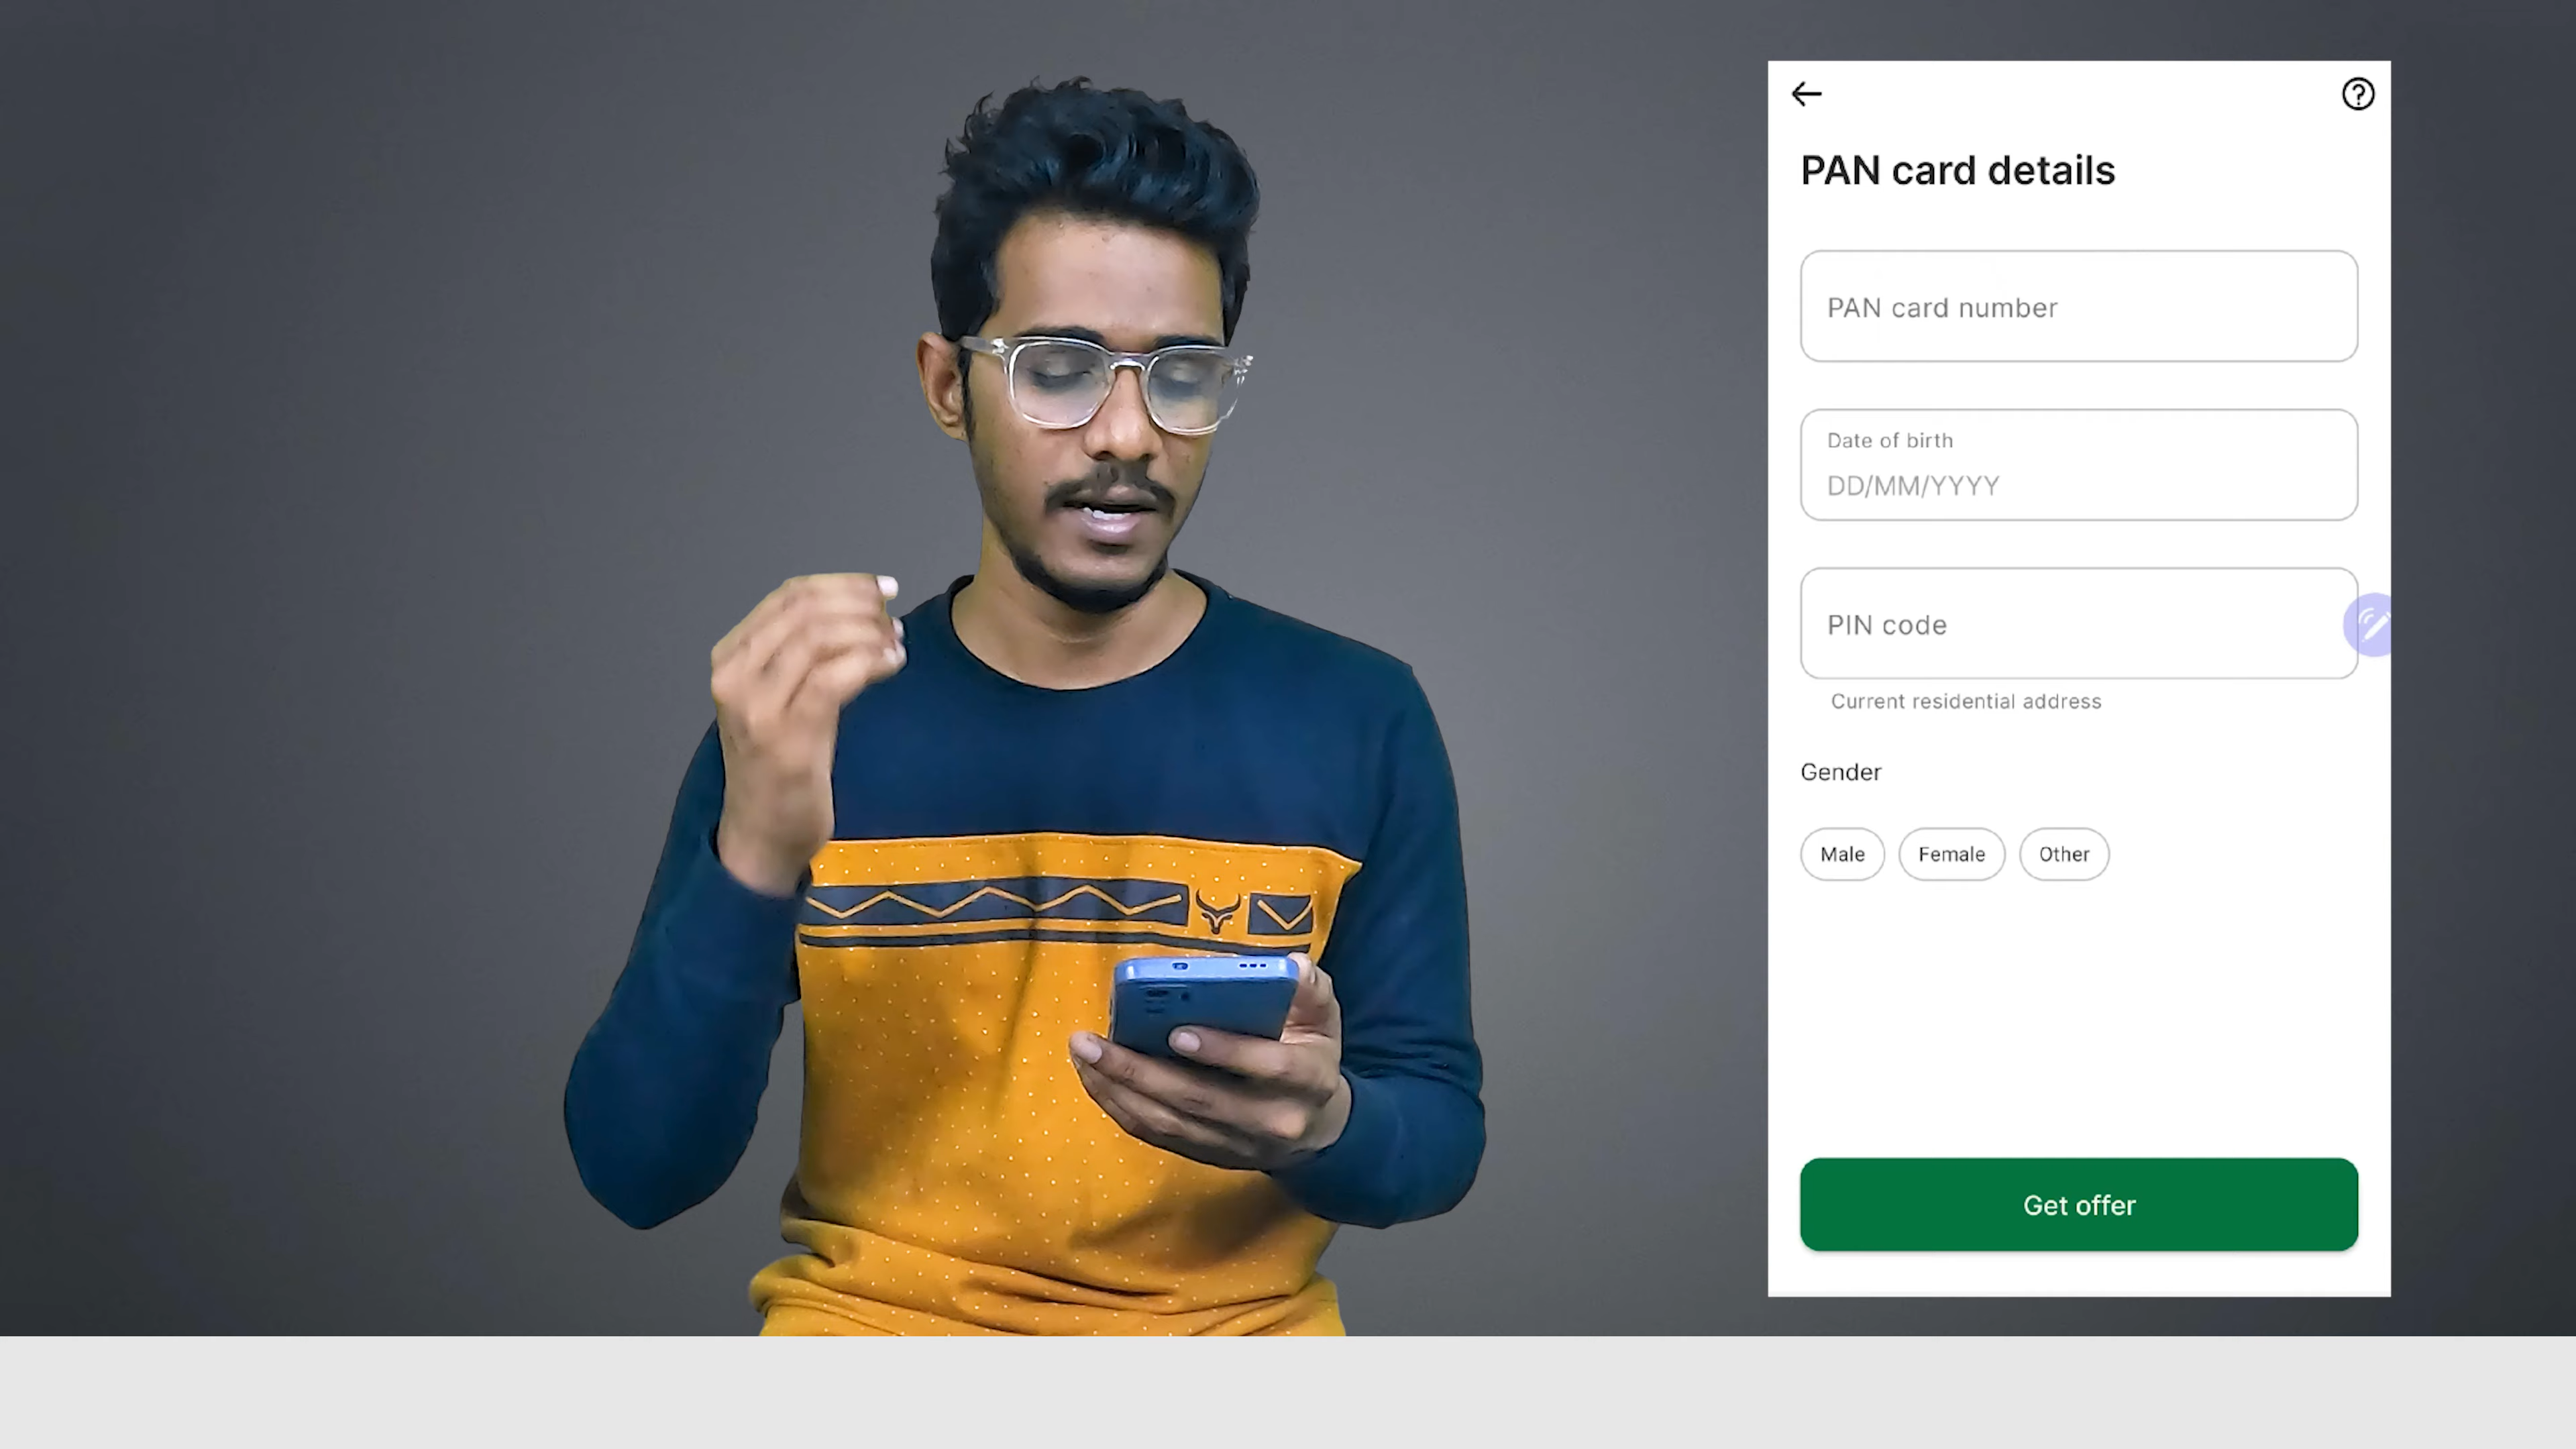 PAN card details
PAN card number
Date of birth
DD/MM/YYYY
PIN code
Current residential address
Gender
Male Female Other
Get offer